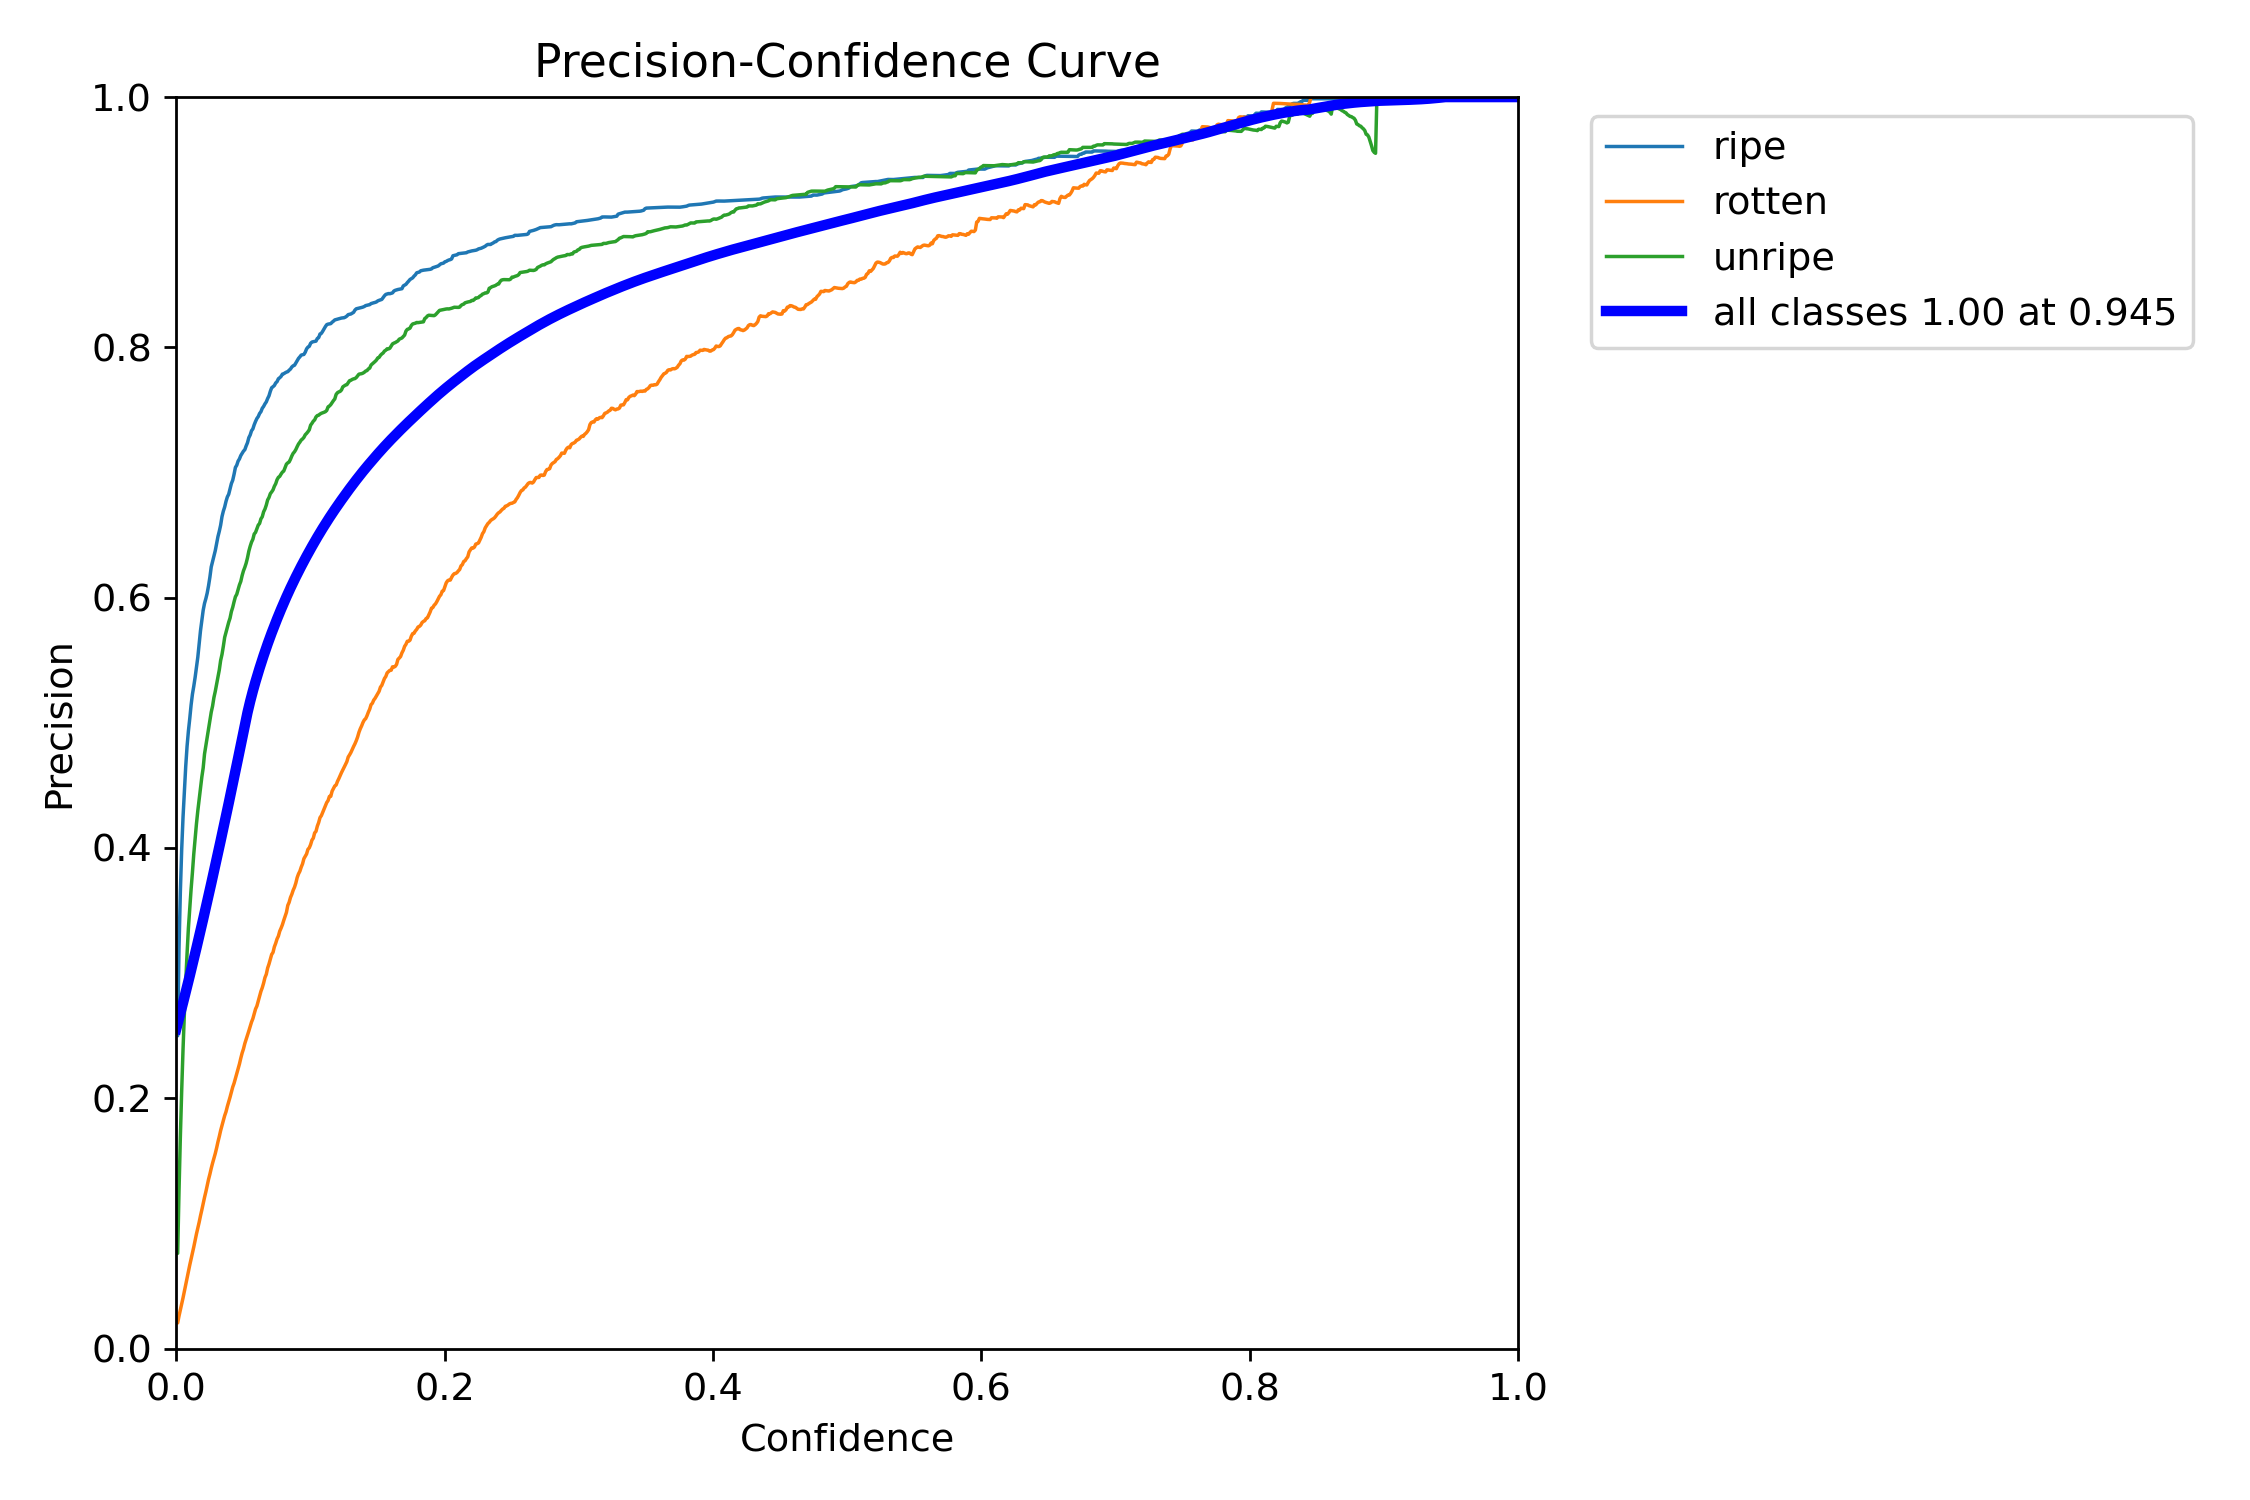 Precision-Confidence Curve
1.0
0.8
0.6
0.4
0.2
0.0
Precision
0.0 0.2 0.4 0.6 0.8 1.0
Confidence
ripe
rotten
unripe
all classes 1.00 at 0.945